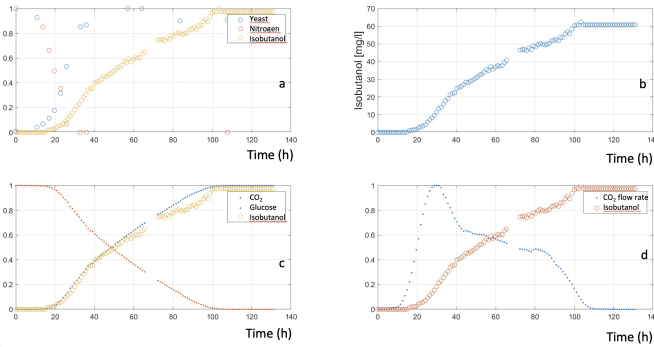 1
0.8
0.6
0.4
0.2
0
0 20 40 60 80 100 120 140
Yeast
Nitrogen
Isobutanol
a
Time (h)
Isobutanol [mg/l]
70
60
50
40
30
20
10
0
0 20 40 60 80 100 120 140
b
Time (h)
1
0.8
0.6
0.4
0.2
0
0 20 40 60 80 100 120 140
CO₂
Glucose
Isobutanol
c
Time (h)
1
0.8
0.6
0.4
0.2
0
0 20 40 60 80 100 120 140
CO₂ flow rate
Isobutanol
d
Time (h)